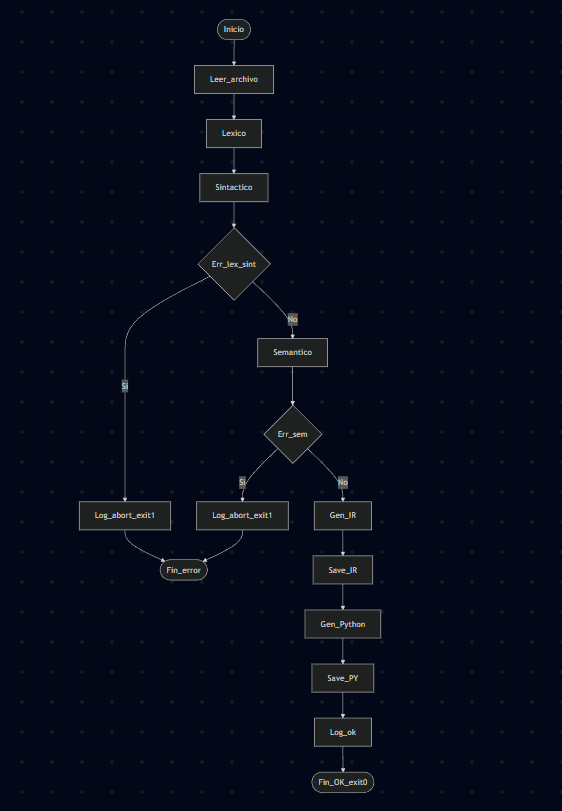 Inicio
Leer_archivo
Lexico
Sintactico
Err_lex_sint
No
Semantico
Si
Err_sem
Si
No
Log_abort_exit1
Log_abort_exit1
Gen_IR
Fin_error
Save_IR
Gen_Python
Save_PY
Log_ok
Fin_OK_exit0